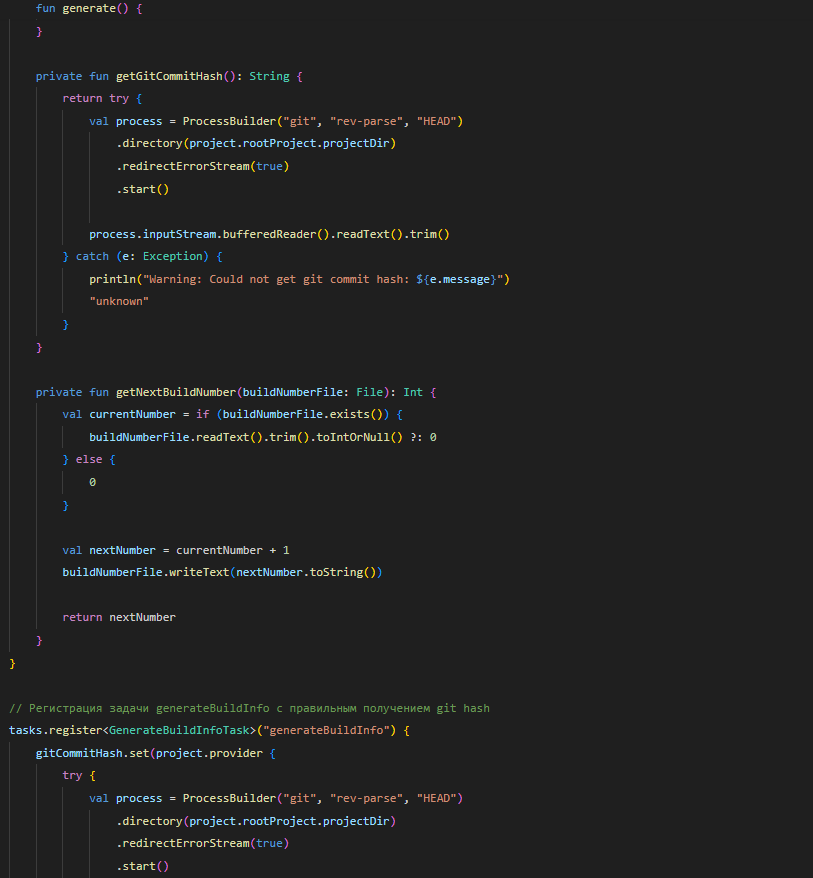 fun generate() {
}
private fun getGitCommitHash(): String {
return try {
val process = ProcessBuilder("git", "rev-parse", "HEAD")
.directory(project.rootProject.projectDir)
.redirectErrorStream(true)
.start()
process.inputStream.bufferedReader().readText().trim()
} catch (e: Exception) {
println("Warning: Could not get git commit hash: ${e.message}")
"unknown"
}
}
private fun getNextBuildNumber(buildNumberFile: File): Int {
val currentNumber = if (buildNumberFile.exists()) {
buildNumberFile.readText().trim().toIntOrNull() ?: 0
} else {
0
}
val nextNumber = currentNumber + 1
buildNumberFile.writeText(nextNumber.toString())
return nextNumber
}
}
// Регистрация задачи generateBuildInfo с правильным получением git hash
tasks.register<GenerateBuildInfoTask>("generateBuildInfo") {
gitCommitHash.set(project.provider {
try {
val process = ProcessBuilder("git", "rev-parse", "HEAD")
.directory(project.rootProject.projectDir)
.redirectErrorStream(true)
.start()